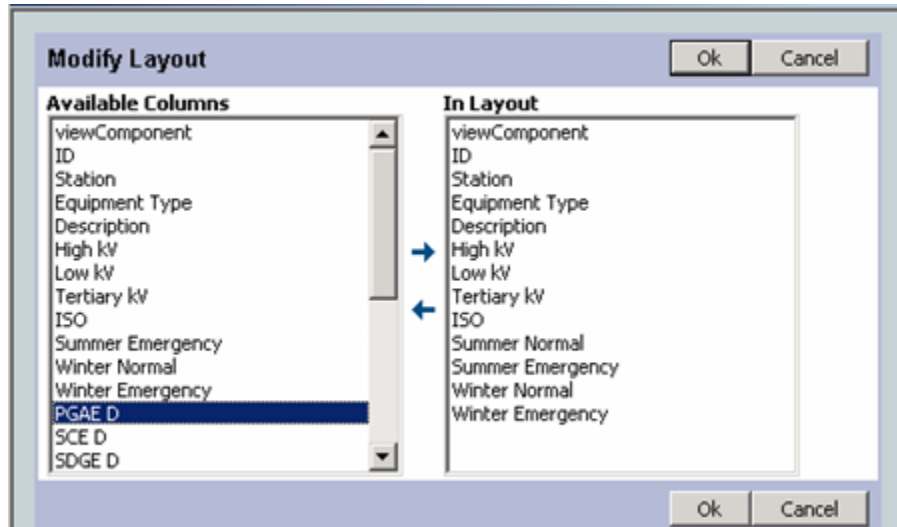 Modify Layout
Ok Cancel
Available Columns
viewComponent
ID
Station
Equipment Type
Description
High kV
Low kV
Tertiary kV
ISO
Summer Emergency
Winter Normal
Winter Emergency
PGAE D
SCE D
SDGE D
In Layout
viewComponent
ID
Station
Equipment Type
Description
High kV
Low kV
Tertiary kV
ISO
Summer Normal
Summer Emergency
Winter Normal
Winter Emergency
Ok Cancel